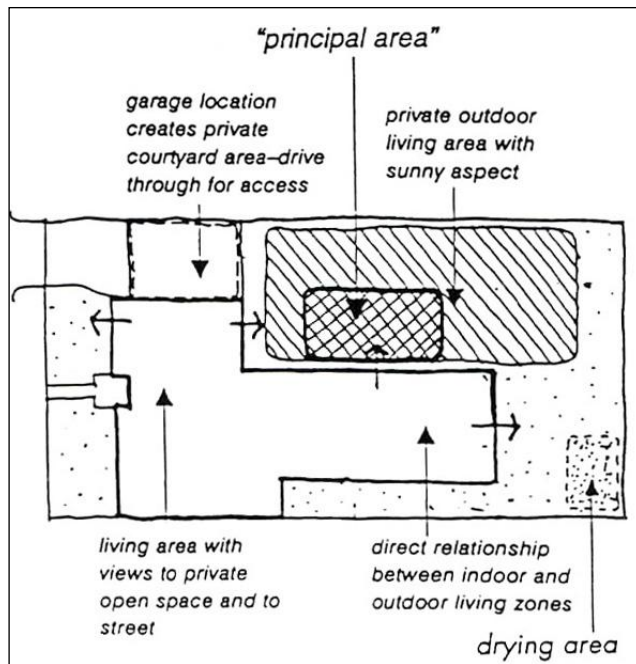 "principal area"
garage location
creates private
courtyard area–drive
through for access
private outdoor
living area with
sunny aspect
living area with
views to private
open space and to
street
direct relationship
between indoor and
outdoor living zones
drying area